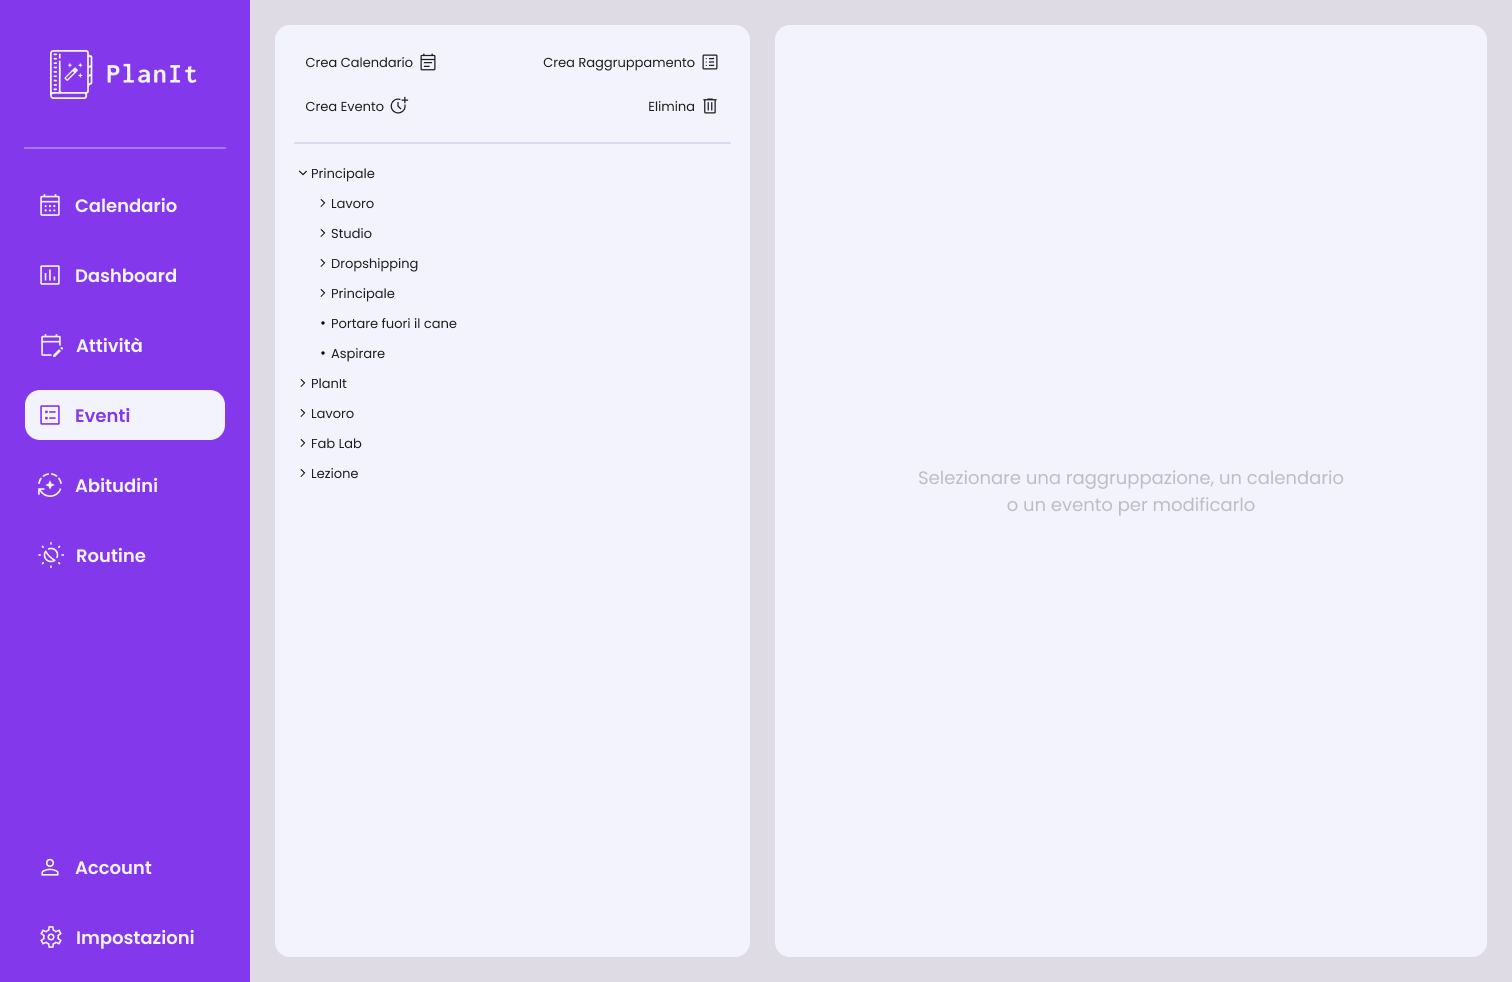 PlanIt
Calendario
Dashboard
Attività
Eventi
Abitudini
Routine
Account
Impostazioni
Crea Calendario
Crea Raggruppamento
Crea Evento
Elimina
Principale
Lavoro
Studio
Dropshipping
Principale
• Portare fuori il cane
• Aspirare
PlanIt
Lavoro
Fab Lab
Lezione
Selezionare una raggruppazione, un calendario
o un evento per modificarlo